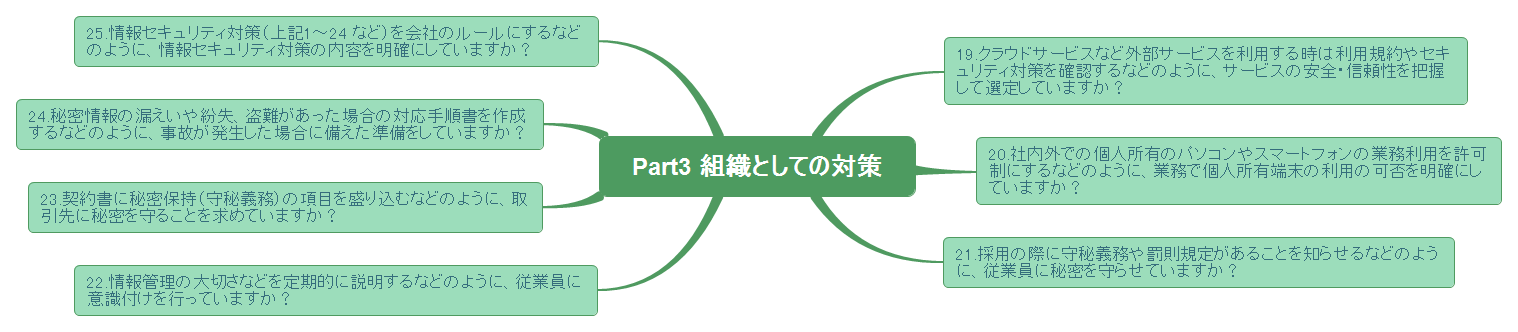 Part3 組織としての対策
19.クラウドサービスなど外部サービスを利用する時は利用規約やセキ
ュリティ対策を確認するなどのように、サービスの安全・信頼性を把握
して選定していますか？
20.社内外での個人所有のパソコンやスマートフォンの業務利用を許可
制にするなどのように、業務で個人所有端末の利用の可否を明確にし
ていますか？
21.採用の際に守秘義務や罰則規定があることを知らせるなどのよう
に、従業員に秘密を守らせていますか？
22.情報管理の大切さなどを定期的に説明するなどのように、従業員に
意識付けを行っていますか？
23.契約書に秘密保持（守秘義務）の項目を盛り込むなどのように、取
引先に秘密を守ることを求めていますか？
24.秘密情報の漏えいや紛失、盗難があった場合の対応手順書を作成
するなどのように、事故が発生した場合に備えた準備をしていますか？
25.情報セキュリティ対策（上記1～24 など）を会社のルールにするなど
のように、情報セキュリティ対策の内容を明確にしていますか？